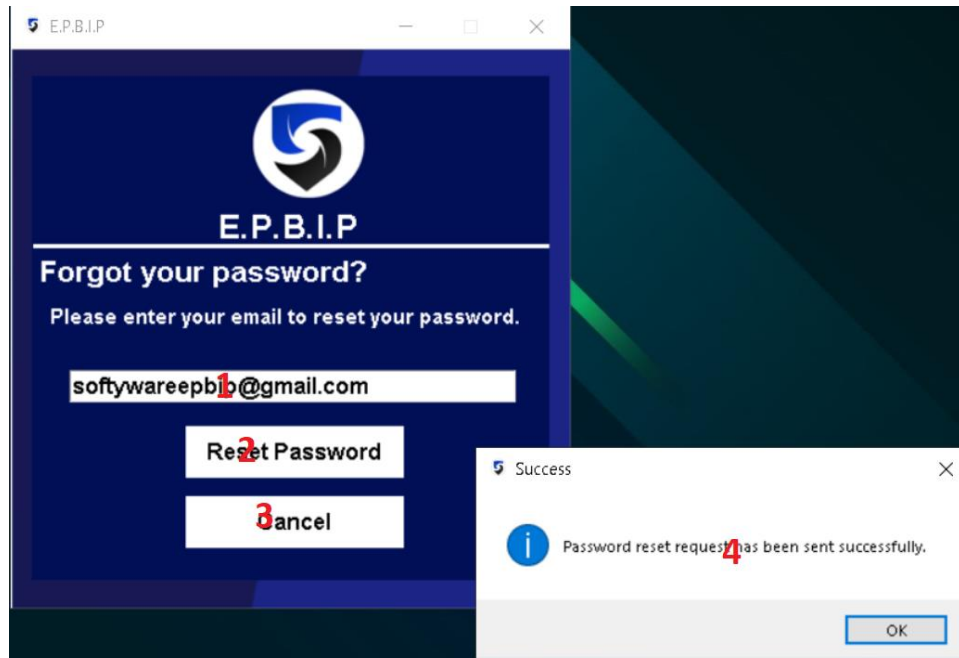 E.P.B.I.P
E.P.B.I.P
Forgot your password?
Please enter your email to reset your password.
softywareepbip@gmail.com
1
Reset Password
2
Cancel
3
Success
Password reset request has been sent successfully.
4
OK